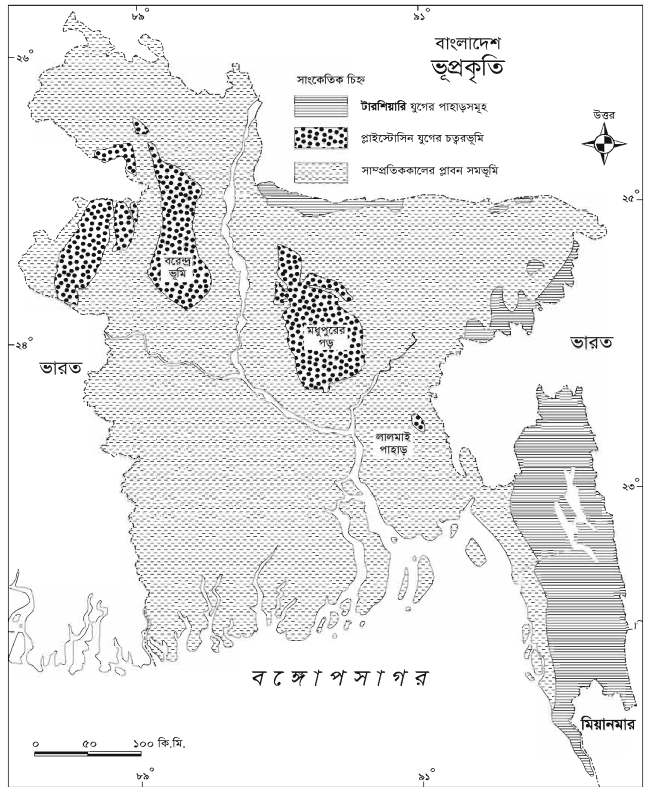 ৮৯°
৯১°
বাংলাদেশ
ভূপ্রকৃতি
২৬°
সাংকেতিক চিহ্ন
টারশিয়ারি যুগের পাহাড়সমূহ
প্লাইস্টোসিন যুগের চত্বরভূমি
সাম্প্রতিককালের প্লাবন সমভূমি
উত্তর
২৫°
বরেন্দ্র
ভূমি
মধুপুরের
গড়
২৪°
ভারত
ভারত
লালমাই
পাহাড়
২৩°
বঙ্গোপসাগর
মিয়ানমার
০ ৫০ ১০০ কি.মি.
৮৯°
৯১°